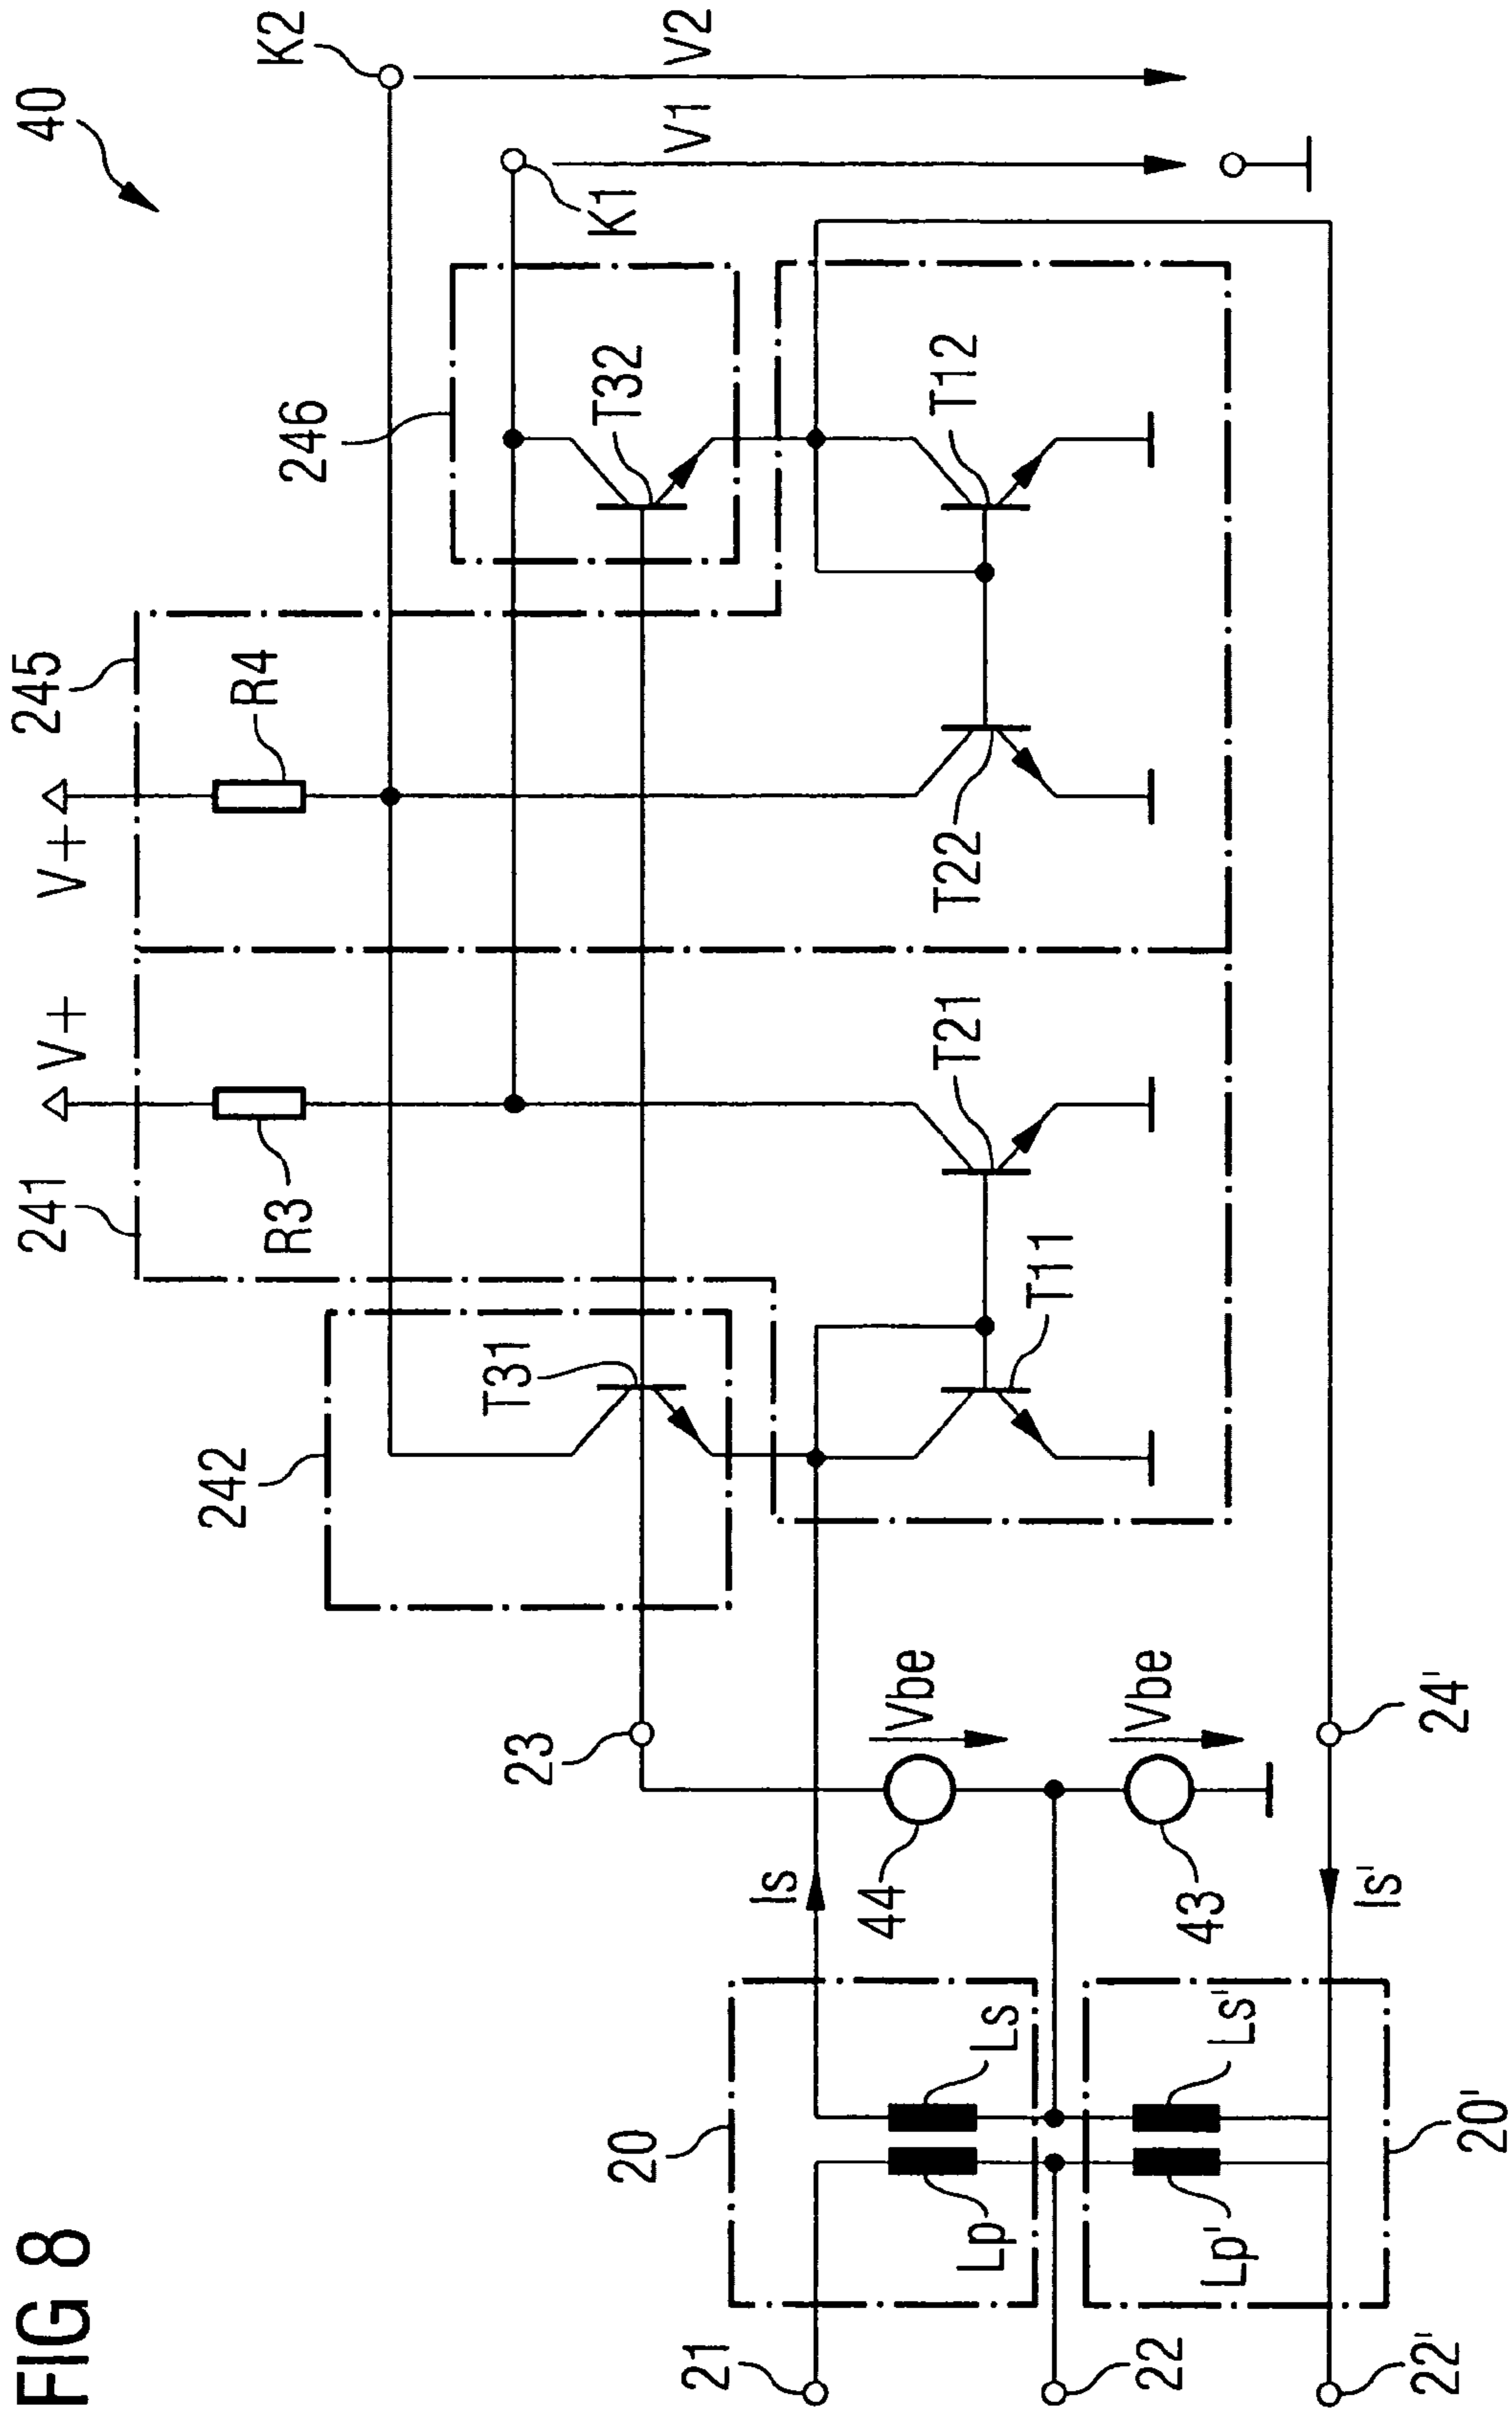 FIG 8
40
K2
V2
V1
K1
V+
V+
241
245
R3
R4
246
242
T31
T32
T11
T21
T22
T12
23
Vbe
44
Vbe
43
24'
Is
Is'
20
Ls
Lp
Ls'
Lp'
20'
21
22
22'